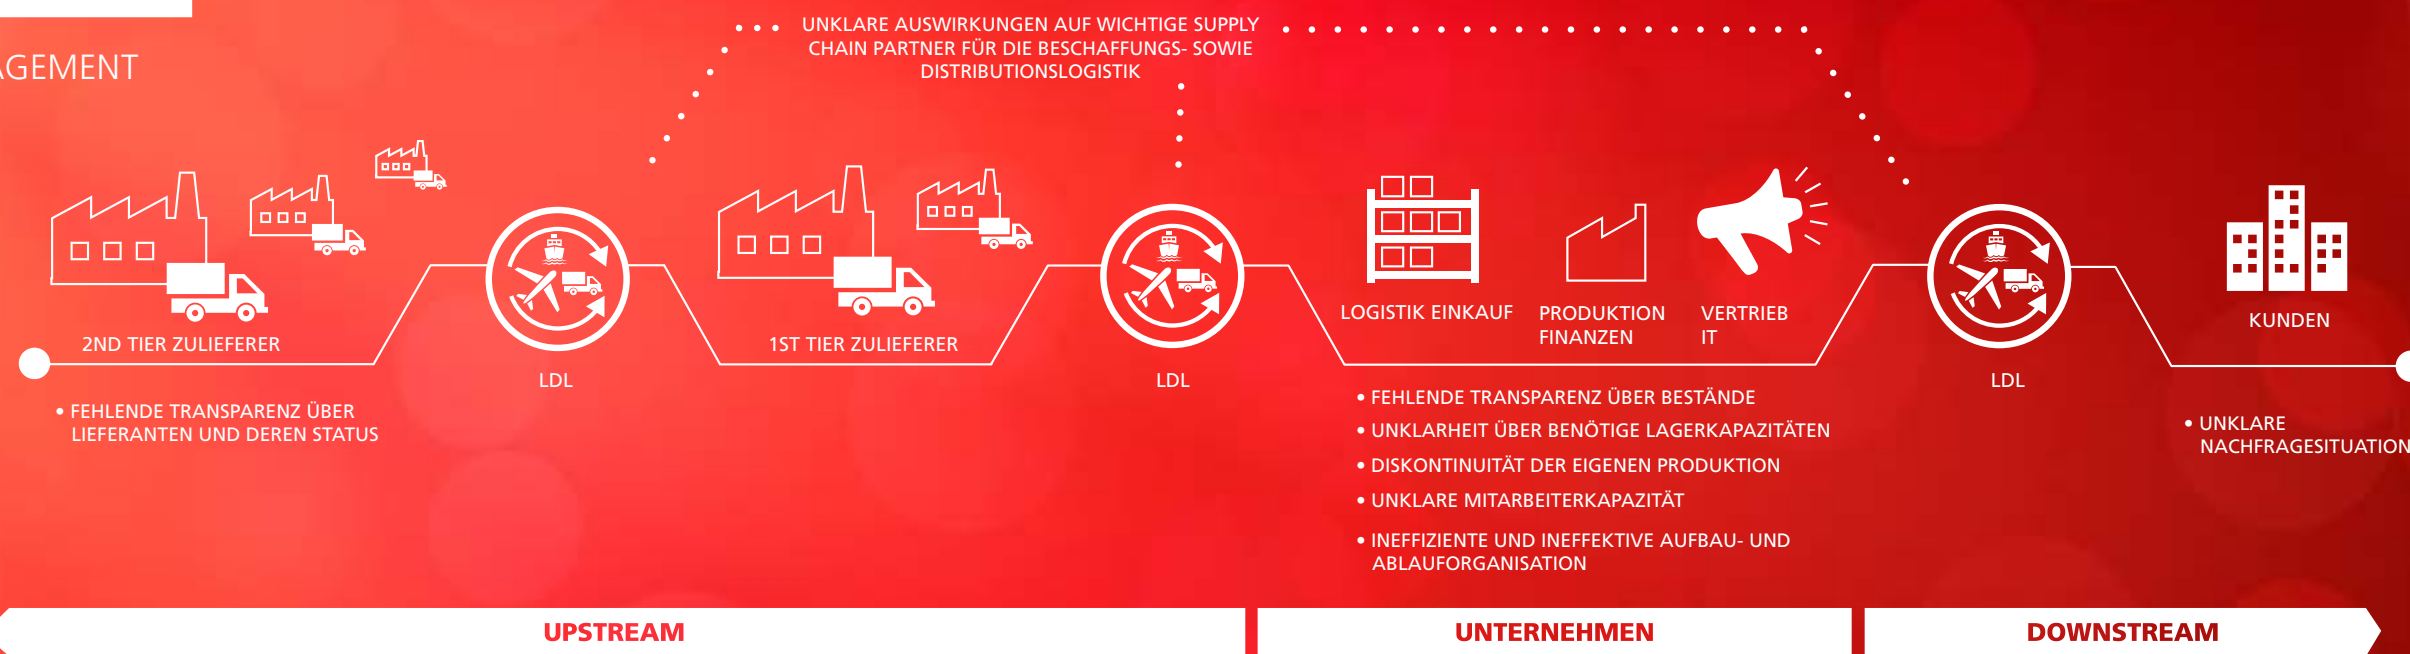 UNKLARE AUSWIRKUNGEN AUF WICHTIGE SUPPLY
CHAIN PARTNER FÜR DIE BESCHAFFUNGS- SOWIE
DISTRIBUTIONSLOGISTIK
AGEMENT
2ND TIER ZULIEFERER
LDL
1ST TIER ZULIEFERER
LDL
LOGISTIK EINKAUF
PRODUKTION
FINANZEN
VERTRIEB
IT
LDL
KUNDEN
• FEHLENDE TRANSPARENZ ÜBER
LIEFERANTEN UND DEREN STATUS
• FEHLENDE TRANSPARENZ ÜBER BESTÄNDE
• UNKLARHEIT ÜBER BENÖTIGE LAGERKAPAZITÄTEN
• DISKONTINUITÄT DER EIGENEN PRODUKTION
• UNKLARE MITARBEITERKAPAZITÄT
• INEFFIZIENTE UND INEFFEKTIVE AUFBAU- UND
ABLAUFORGANISATION
• UNKLARE
NACHFRAGESITUATION
UPSTREAM
UNTERNEHMEN
DOWNSTREAM